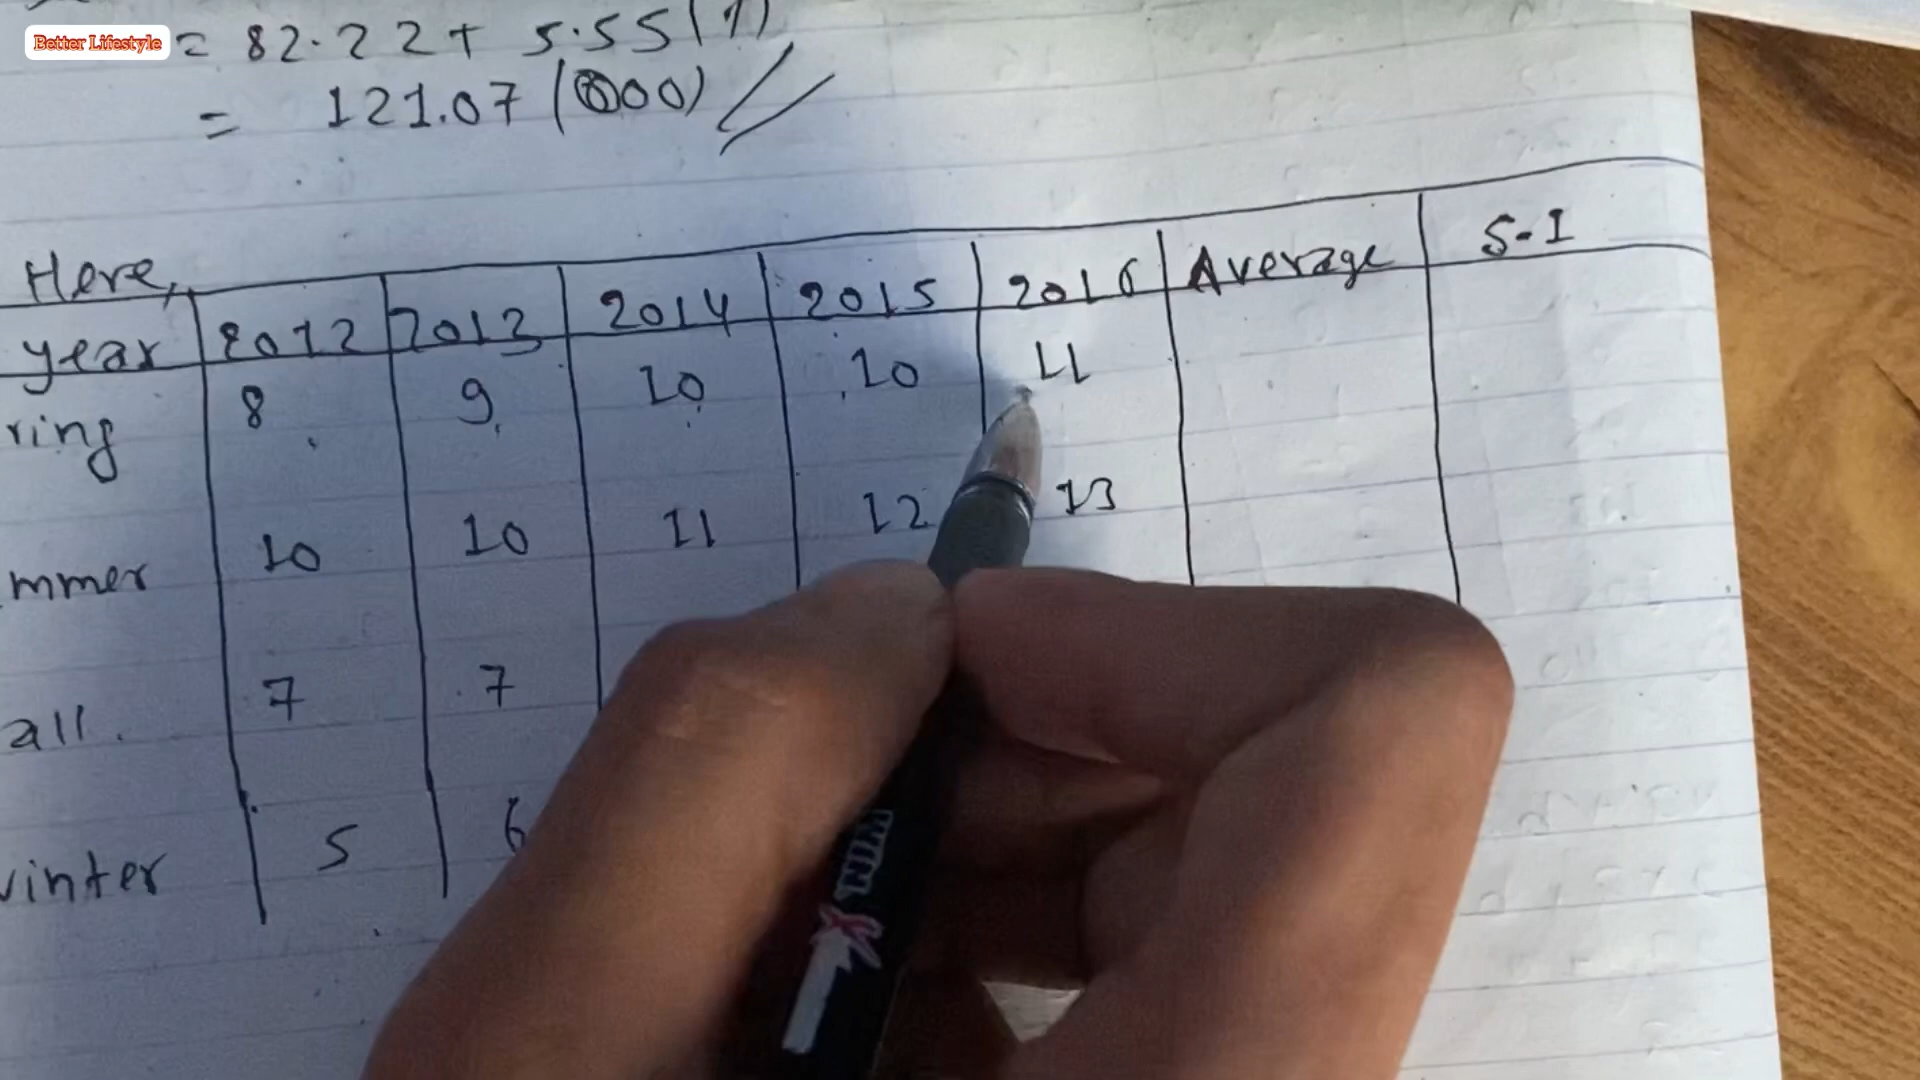 Better Lifestyle
= 82.22 + 5.55(7)
= 121.07 (000)
Here,
year 2012 2013 2014 2015 2016 Average S.I
ring 8 9 10 10 11
mmer 10 10 11 12 13
all. 7 7
inter 5 6
WIN X